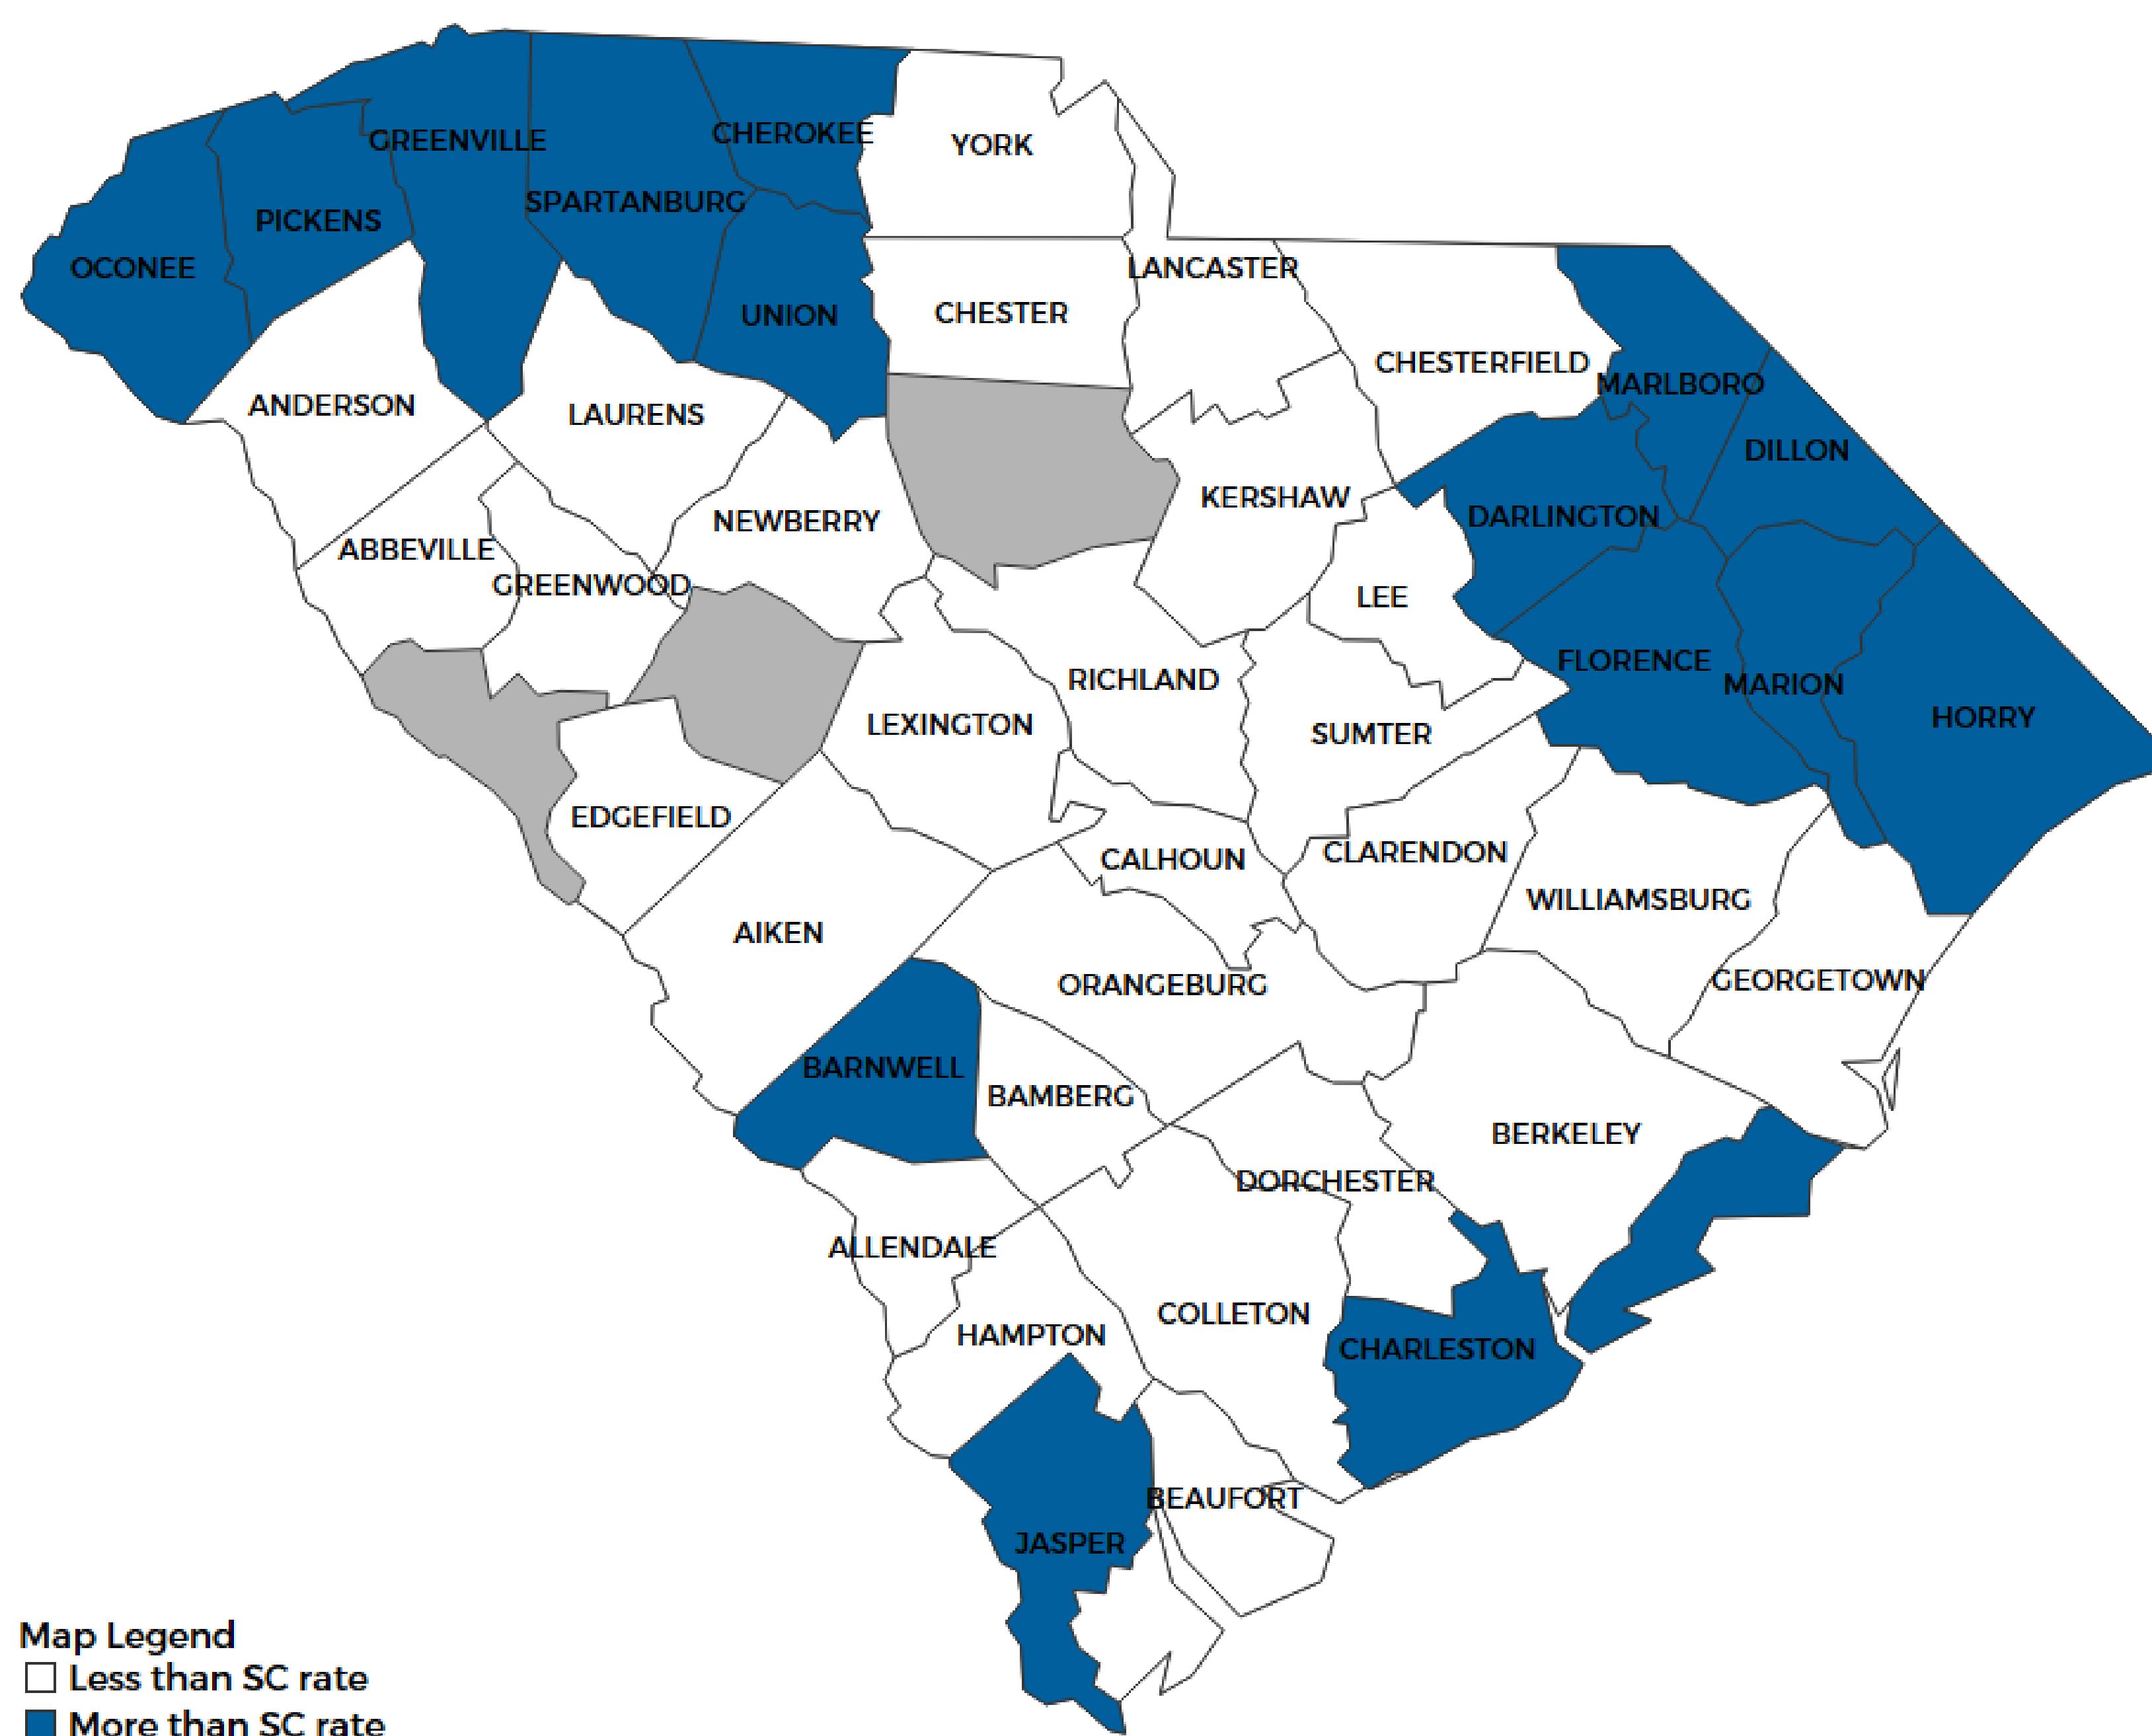 CHEROKEE
GREENVILLE
YORK
SPARTANBURG
PICKENS
OCONEE
LANCASTER
UNION
CHESTER
CHESTERFIELD
MARLBORO
ANDERSON
LAURENS
DILLON
KERSHAW
DARLINGTON
NEWBERRY
ABBEVILLE
GREENWOOD
LEE
FLORENCE
RICHLAND
MARION
HORRY
LEXINGTON
SUMTER
EDGEFIELD
CLARENDON
CALHOUN
WILLIAMSBURG
AIKEN
GEORGETOWN
ORANGEBURG
BARNWELL
BAMBERG
BERKELEY
DORCHESTER
ALLENDALE
COLLETON
HAMPTON
CHARLESTON
BEAUFORT
JASPER
Map Legend
Less than SC rate
More than SC rate